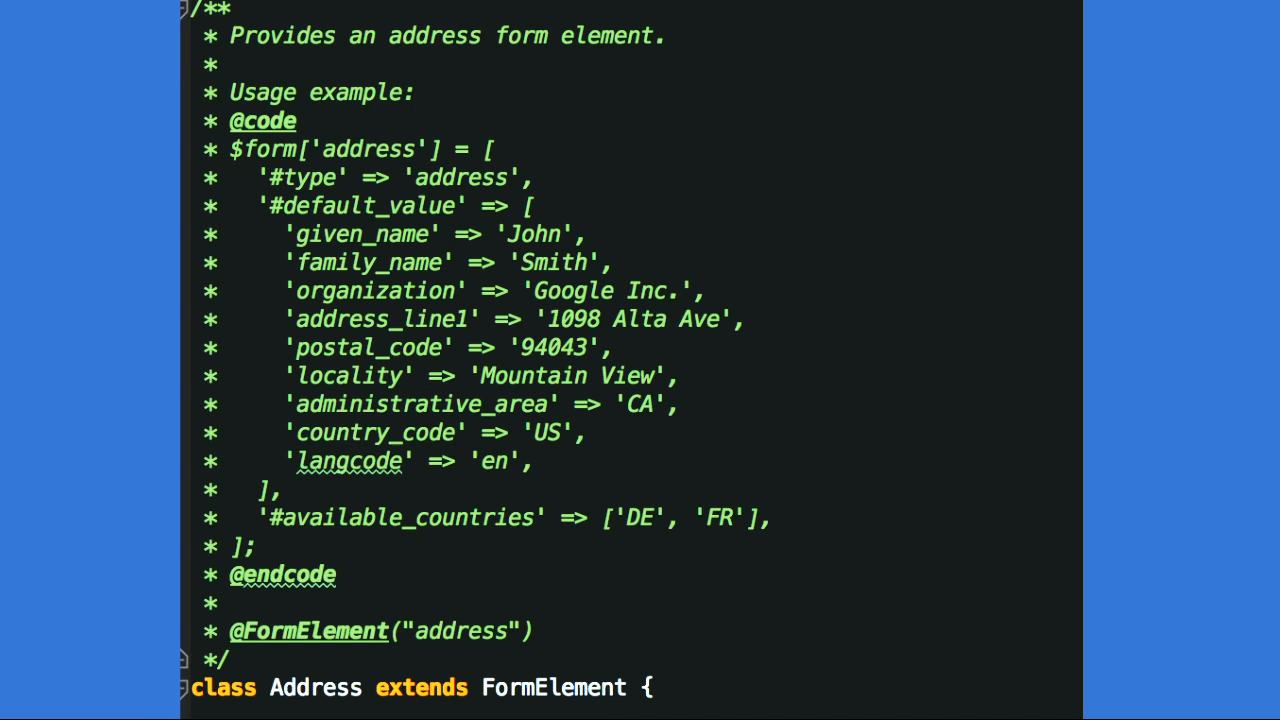 /**
 * Provides an address form element.
 *
 * Usage example:
 * @code
 * $form['address'] = [
 *   '#type' => 'address',
 *   '#default_value' => [
 *     'given_name' => 'John',
 *     'family_name' => 'Smith',
 *     'organization' => 'Google Inc.',
 *     'address_line1' => '1098 Alta Ave',
 *     'postal_code' => '94043',
 *     'locality' => 'Mountain View',
 *     'administrative_area' => 'CA',
 *     'country_code' => 'US',
 *     'langcode' => 'en',
 *   ],
 *   '#available_countries' => ['DE', 'FR'],
 * ];
 * @endcode
 *
 * @FormElement("address")
 */
class Address extends FormElement {